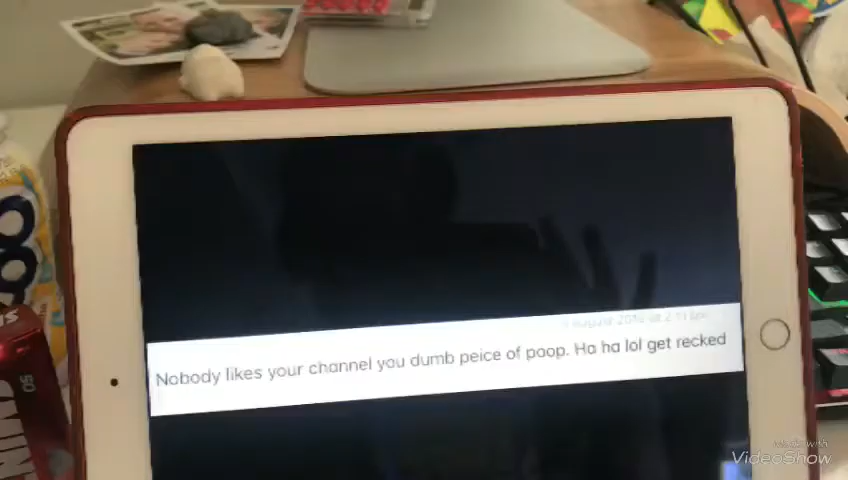 Nobody likes your channel you dumb peice of poop. Ha ha lol get recked
Made with
VideoShow